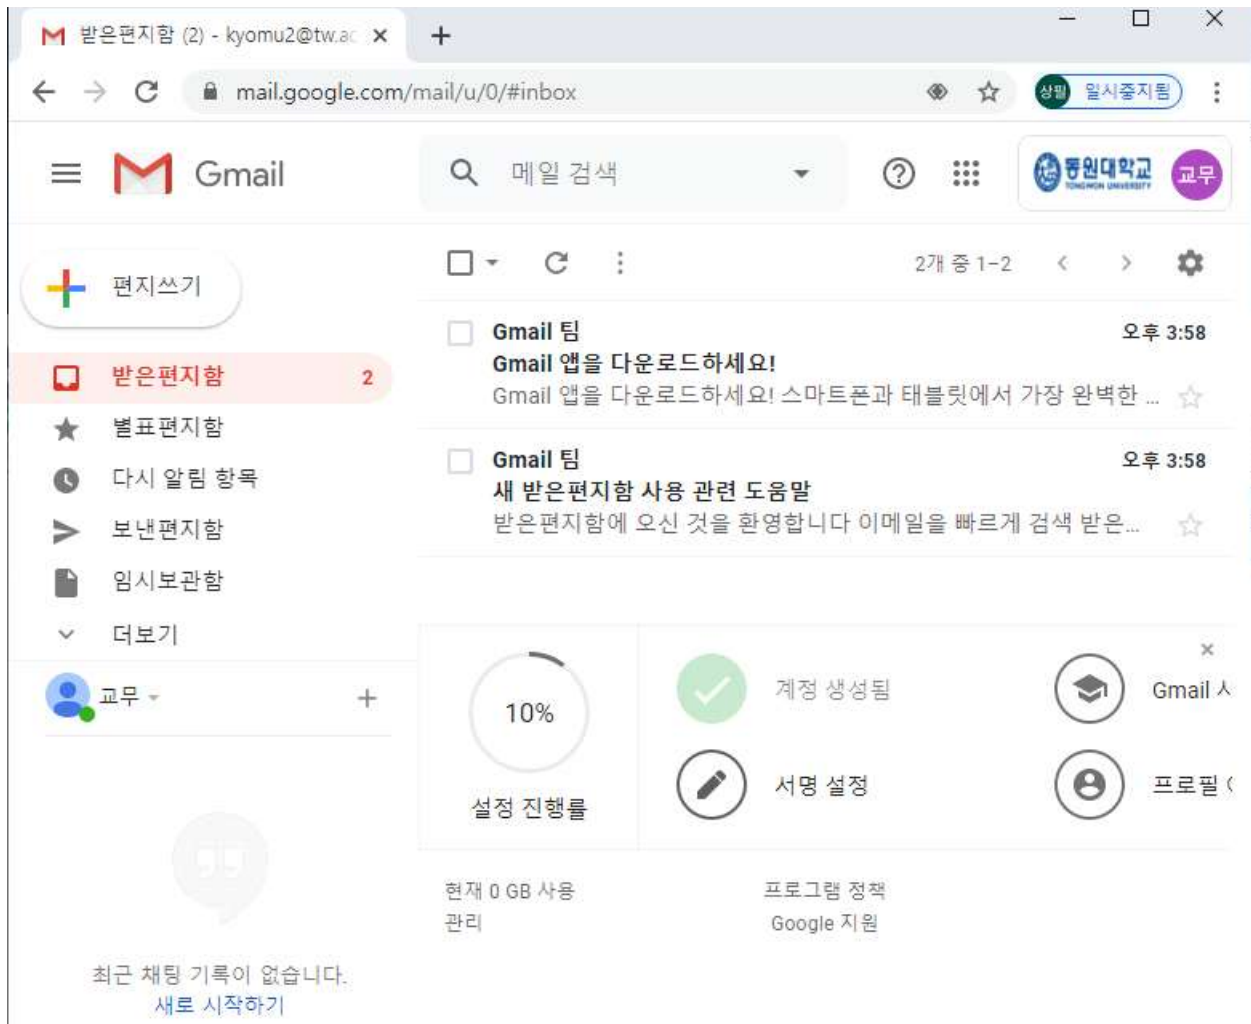 받은편지함 (2) - kyomu2@tw.ac
mail.google.com/mail/u/0/#inbox
상필 일시중지됨
Gmail
메일 검색
동원대학교
TONGWON UNIVERSITY
교무
편지쓰기
2개 중 1-2
받은편지함 2
별표편지함
다시 알림 항목
보낸편지함
임시보관함
더보기
교무
최근 채팅 기록이 없습니다.
새로 시작하기
Gmail 팀 오후 3:58
Gmail 앱을 다운로드하세요!
Gmail 앱을 다운로드하세요! 스마트폰과 태블릿에서 가장 완벽한 ...
Gmail 팀 오후 3:58
새 받은편지함 사용 관련 도움말
받은편지함에 오신 것을 환영합니다 이메일을 빠르게 검색 받은...
10%
설정 진행률
계정 생성됨
Gmail
서명 설정
프로필
현재 0 GB 사용
관리
프로그램 정책
Google 지원